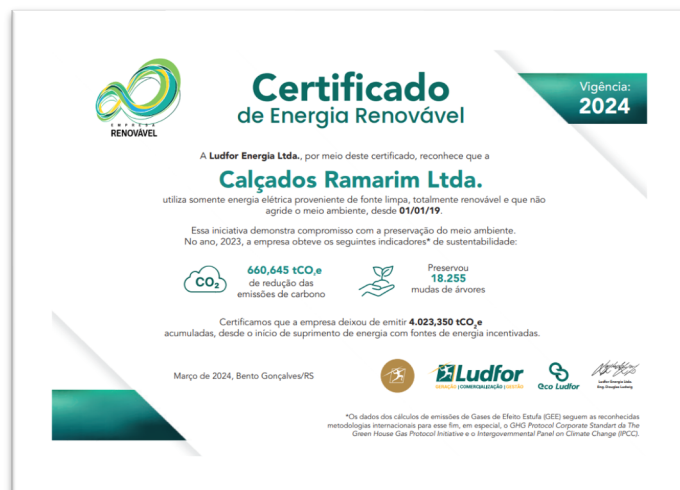 EMPRESA
RENOVÁVEL
Certificado
de Energia Renovável
Vigência:
2024
A Ludfor Energia Ltda., por meio deste certificado, reconhece que a
Calçados Ramarim Ltda.
utiliza somente energia elétrica proveniente de fonte limpa, totalmente renovável e que não
agride o meio ambiente, desde 01/01/19.
Essa iniciativa demonstra compromisso com a preservação do meio ambiente.
No ano, 2023, a empresa obteve os seguintes indicadores* de sustentabilidade:
CO₂
660,645 tCO₂e
de redução das
emissões de carbono
Preservou
18.255
mudas de árvores
Certificamos que a empresa deixou de emitir 4.023,350 tCO₂e
acumuladas, desde o início de suprimento de energia com fontes de energia incentivadas.
Março de 2024, Bento Gonçalves/RS
Ludfor
GERAÇÃO | COMERCIALIZAÇÃO | GESTÃO
eco Ludfor
Ludfor Energia Ltda.
Eng. Douglas Ludwig
*Os dados dos cálculos de emissões de Gases de Efeito Estufa (GEE) seguem as reconhecidas
metodologias internacionais para esse fim, em especial, o GHG Protocol Corporate Standart da The
Green House Gas Protocol Initiative e o Intergovernmental Panel on Climate Change (IPCC).